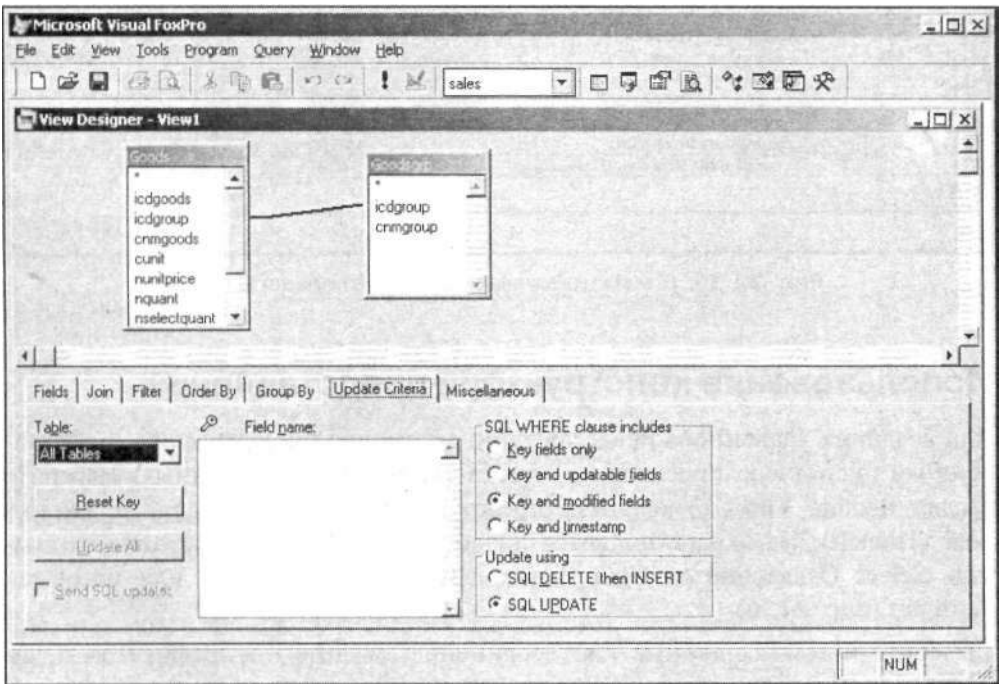 Microsoft Visual FoxPro
File Edit View Tools Program Query Window Help
sales
View Designer - View1
Goods
*
icdgoods
icdgroup
cnmgoods
cunit
nunitprice
nquant
nselectquant
*
icdgroup
cnmgroup
Fields Join Filter Order By Group By Update Criteria Miscellaneous
Table:
All Tables
Reset Key
Update All
Send SQL updates
Field name:
SQL WHERE clause includes
Key fields only
Key and updatable fields
Key and modified fields
Key and timestamp
Update using
SQL DELETE then INSERT
SQL UPDATE
NUM